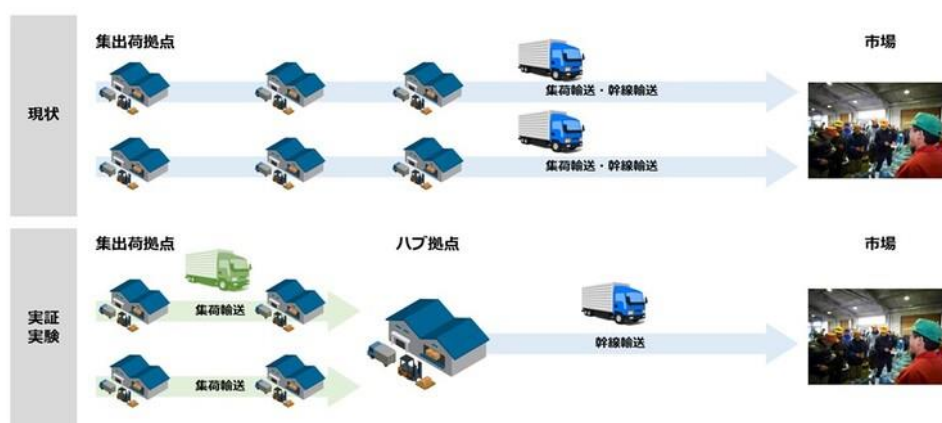 集出荷拠点
市場
現状
集荷輸送・幹線輸送
集荷輸送・幹線輸送
集出荷拠点
ハブ拠点
市場
実証
実験
集荷輸送
幹線輸送
集荷輸送